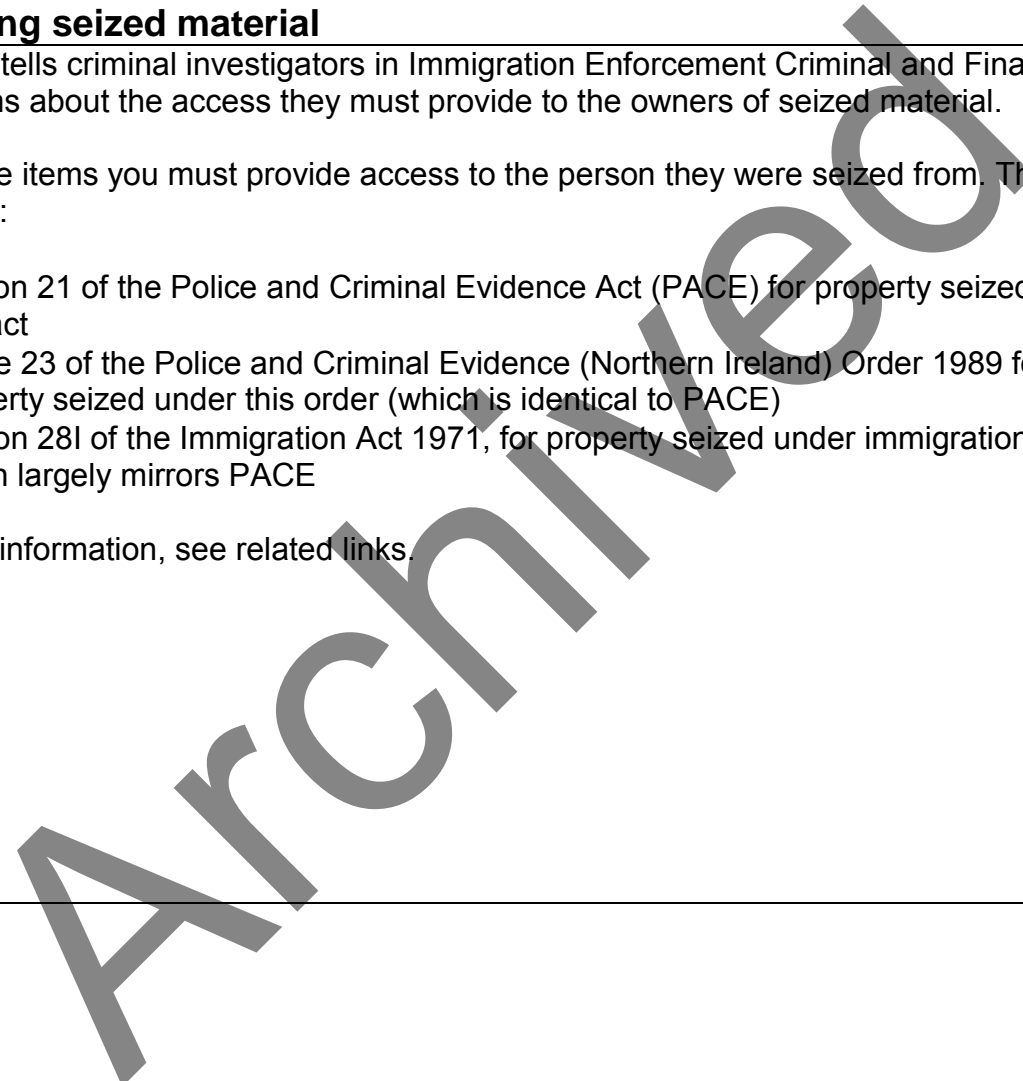 ng seized material
tells criminal investigators in Immigration Enforcement Criminal and Fina
ns about the access they must provide to the owners of seized material.
e items you must provide access to the person they were seized from. Th
:
on 21 of the Police and Criminal Evidence Act (PACE) for property seized
act
e 23 of the Police and Criminal Evidence (Northern Ireland) Order 1989 fo
erty seized under this order (which is identical to PACE)
on 28I of the Immigration Act 1971, for property seized under immigration
h largely mirrors PACE
information, see related links.
Archived